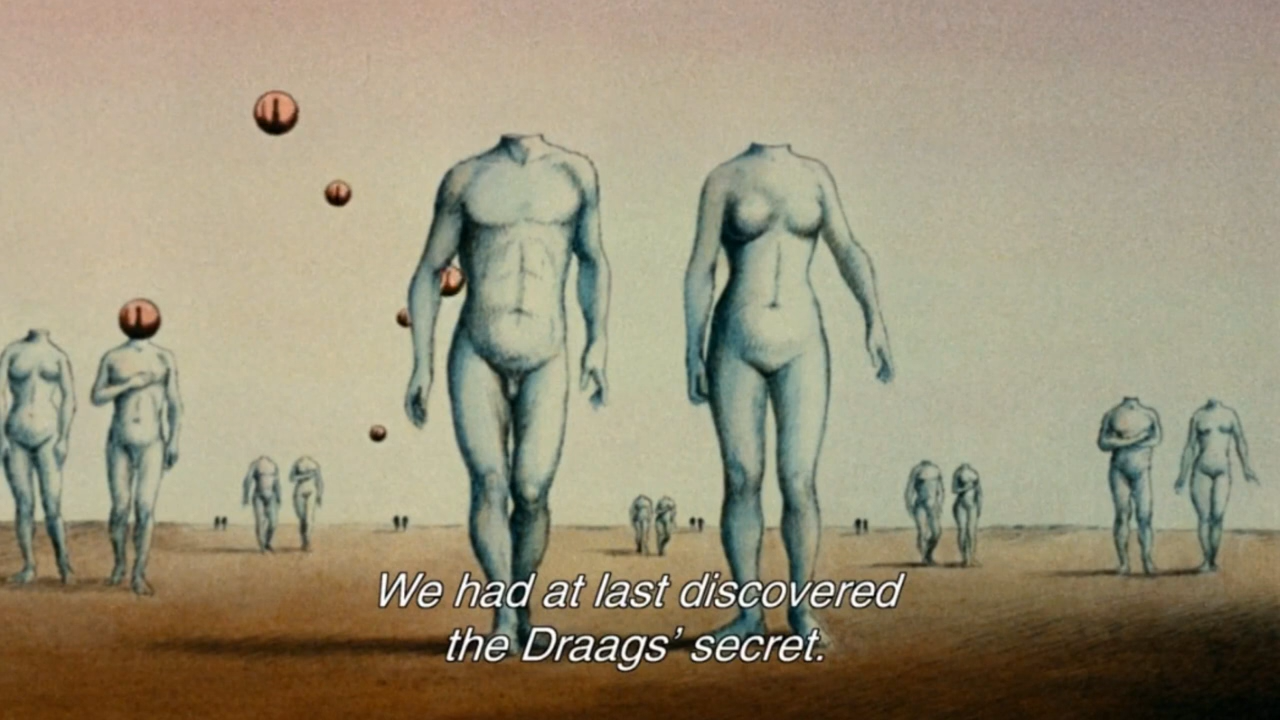 We had at last discovered
the Draags’ secret.